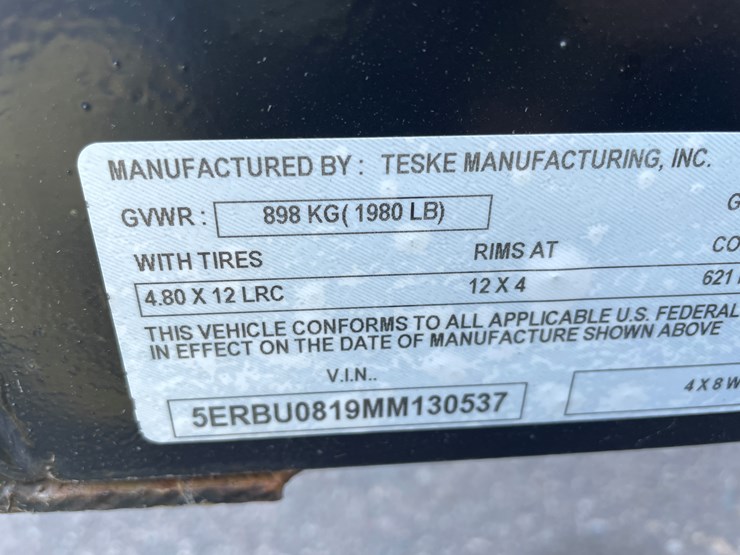 MANUFACTURED BY : TESKE MANUFACTURING, INC.
GVWR : 898 KG( 1980 LB) G
WITH TIRES RIMS AT CO
4.80 X 12 LRC 12 X 4 621
THIS VEHICLE CONFORMS TO ALL APPLICABLE U.S. FEDERAL
IN EFFECT ON THE DATE OF MANUFACTURE SHOWN ABOVE
V.I.N..
5ERBU0819MM130537 4 X 8 W